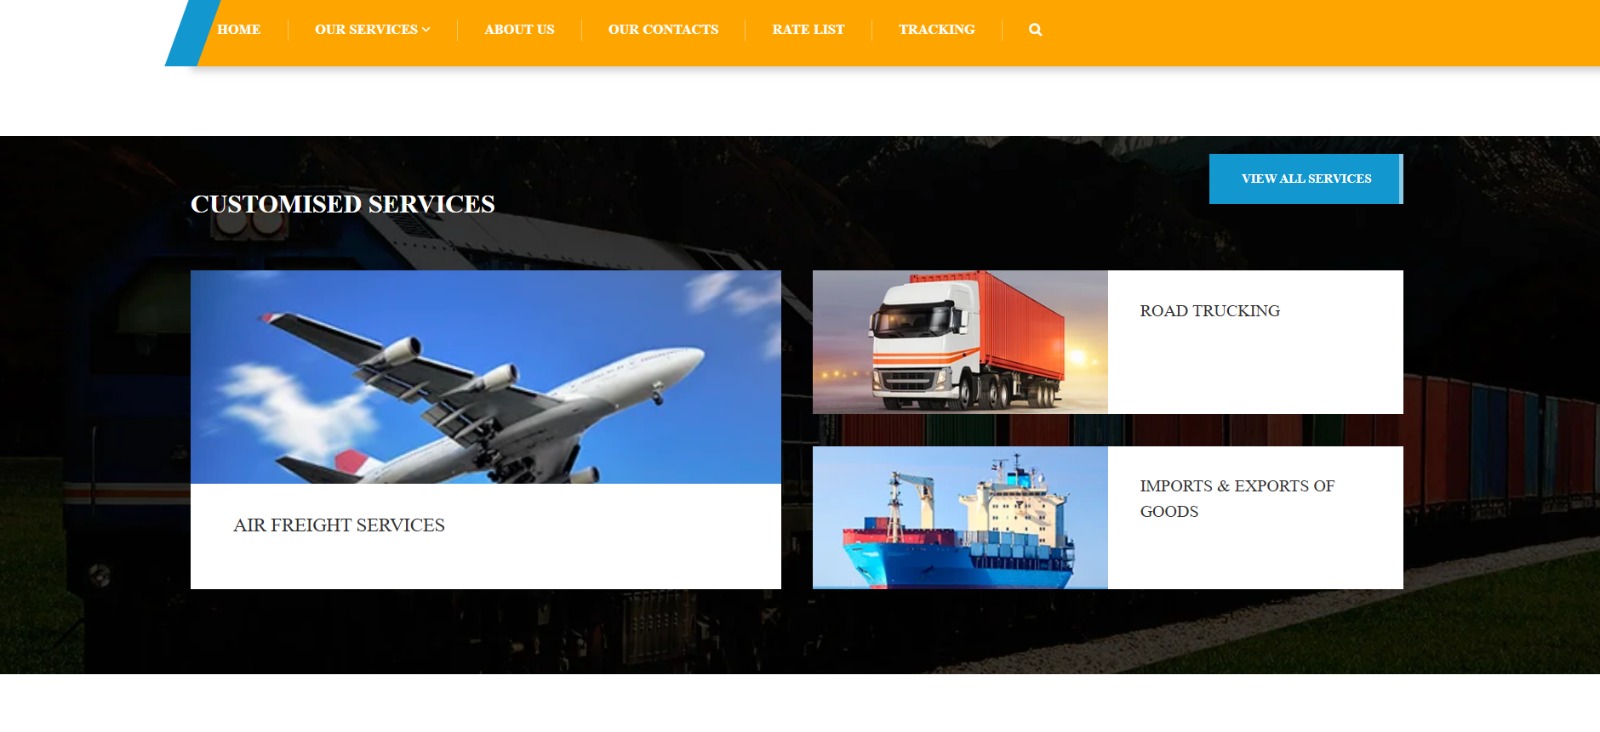 HOME OUR SERVICES ABOUT US OUR CONTACTS RATE LIST TRACKING
VIEW ALL SERVICES
CUSTOMISED SERVICES
AIR FREIGHT SERVICES
ROAD TRUCKING
IMPORTS & EXPORTS OF
GOODS